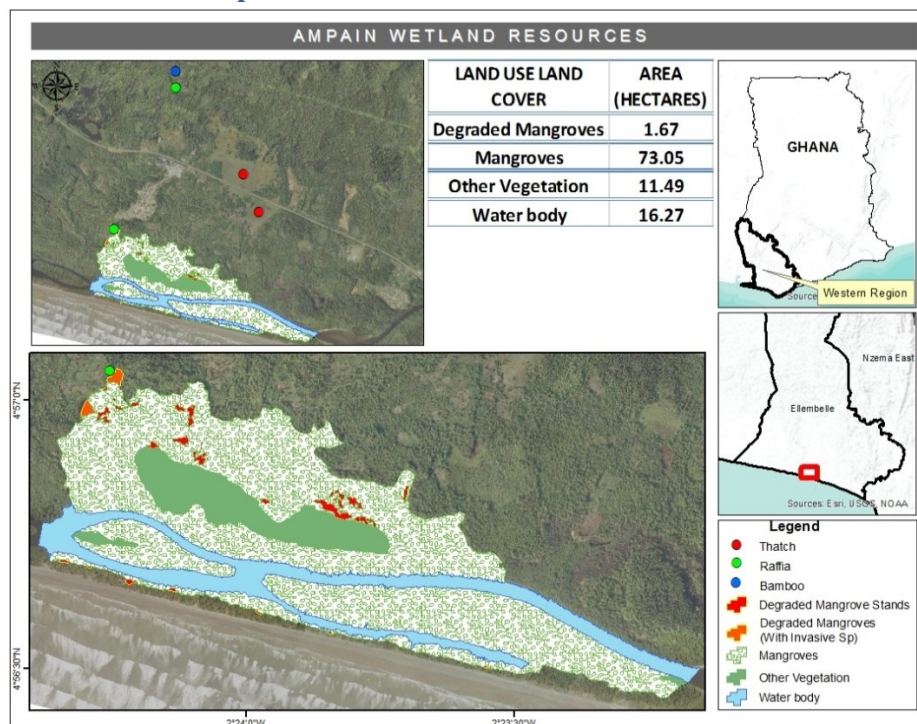 AMPAIN WETLAND RESOURCES
LAND USE LAND COVER
AREA (HECTARES)
Degraded Mangroves 1.67
Mangroves 73.05
Other Vegetation 11.49
Water body 16.27
GHANA
Western Region
Nzema East
Ellembelle
Sources: Esri, USGS, NOAA
4°57'0"N
4°56'30"N
2°24'0"W
2°23'30"W
Legend
Thatch
Raffia
Bamboo
Degraded Mangrove Stands
Degraded Mangroves
(With Invasive Sp)
Mangroves
Other Vegetation
Water body